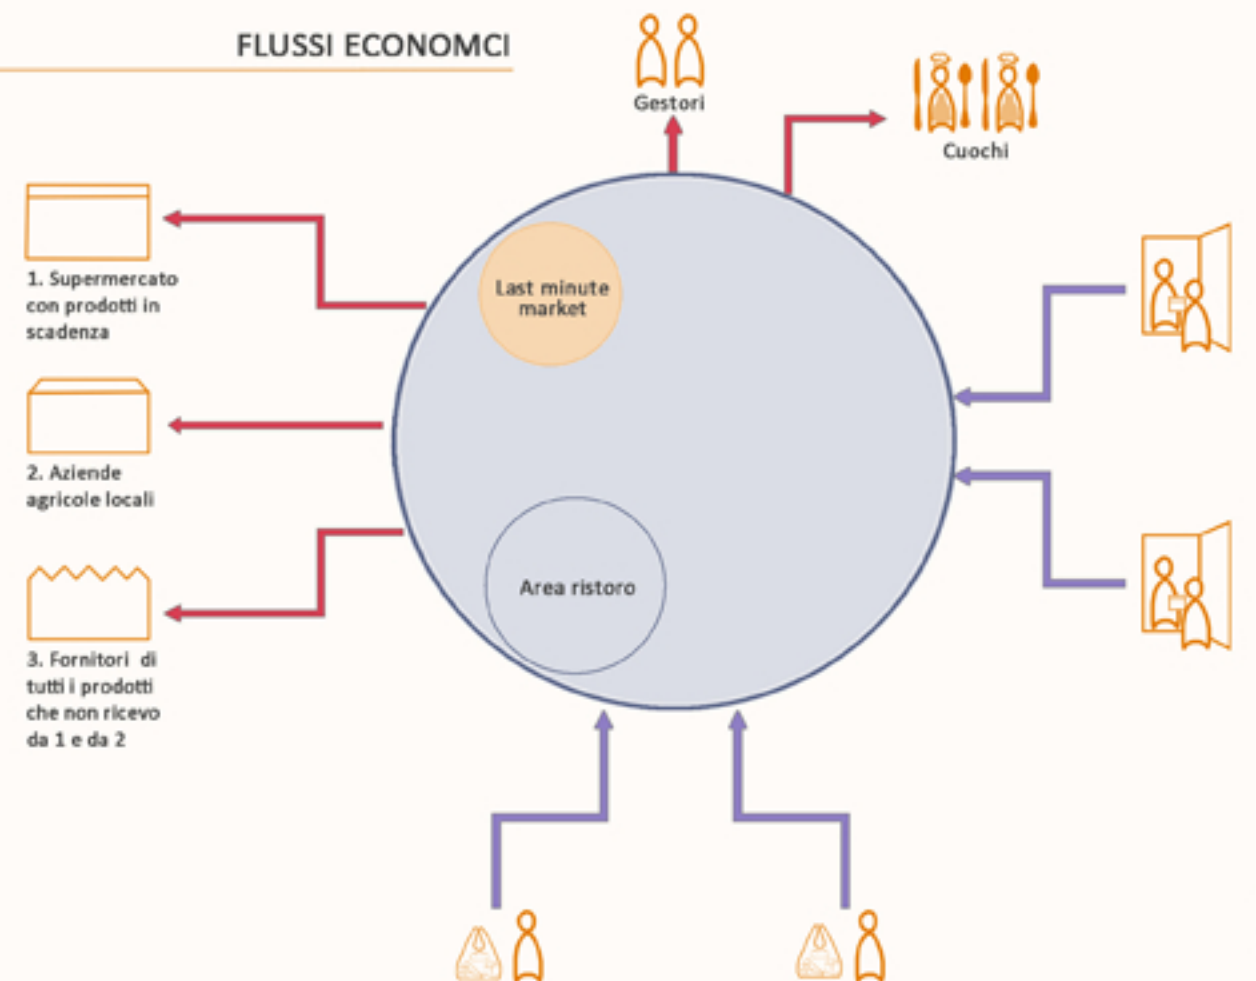 FLUSSI ECONOMCI
Gestori
Cuochi
1. Supermercato
con prodotti in
scadenza
Last minute
market
2. Aziende
agricole locali
Area ristoro
3. Fornitori di
tutti i prodotti
che non ricevo
da 1 e da 2